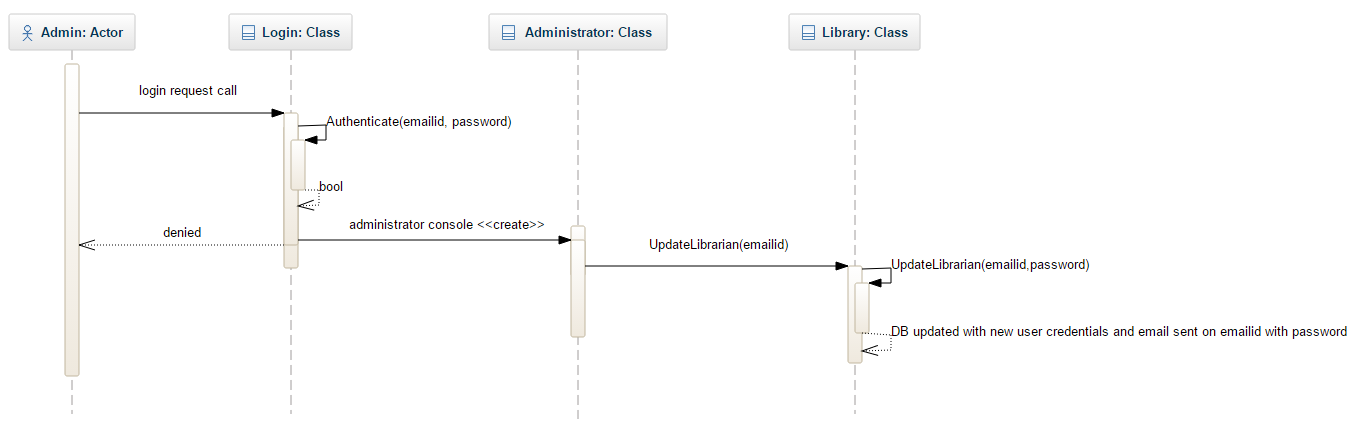 Admin: Actor
Login: Class
Administrator: Class
Library: Class
login request call
Authenticate(emailid, password)
bool
administrator console <<create>>
denied
UpdateLibrarian(emailid)
UpdateLibrarian(emailid,password)
DB updated with new user credentials and email sent on emailid with password